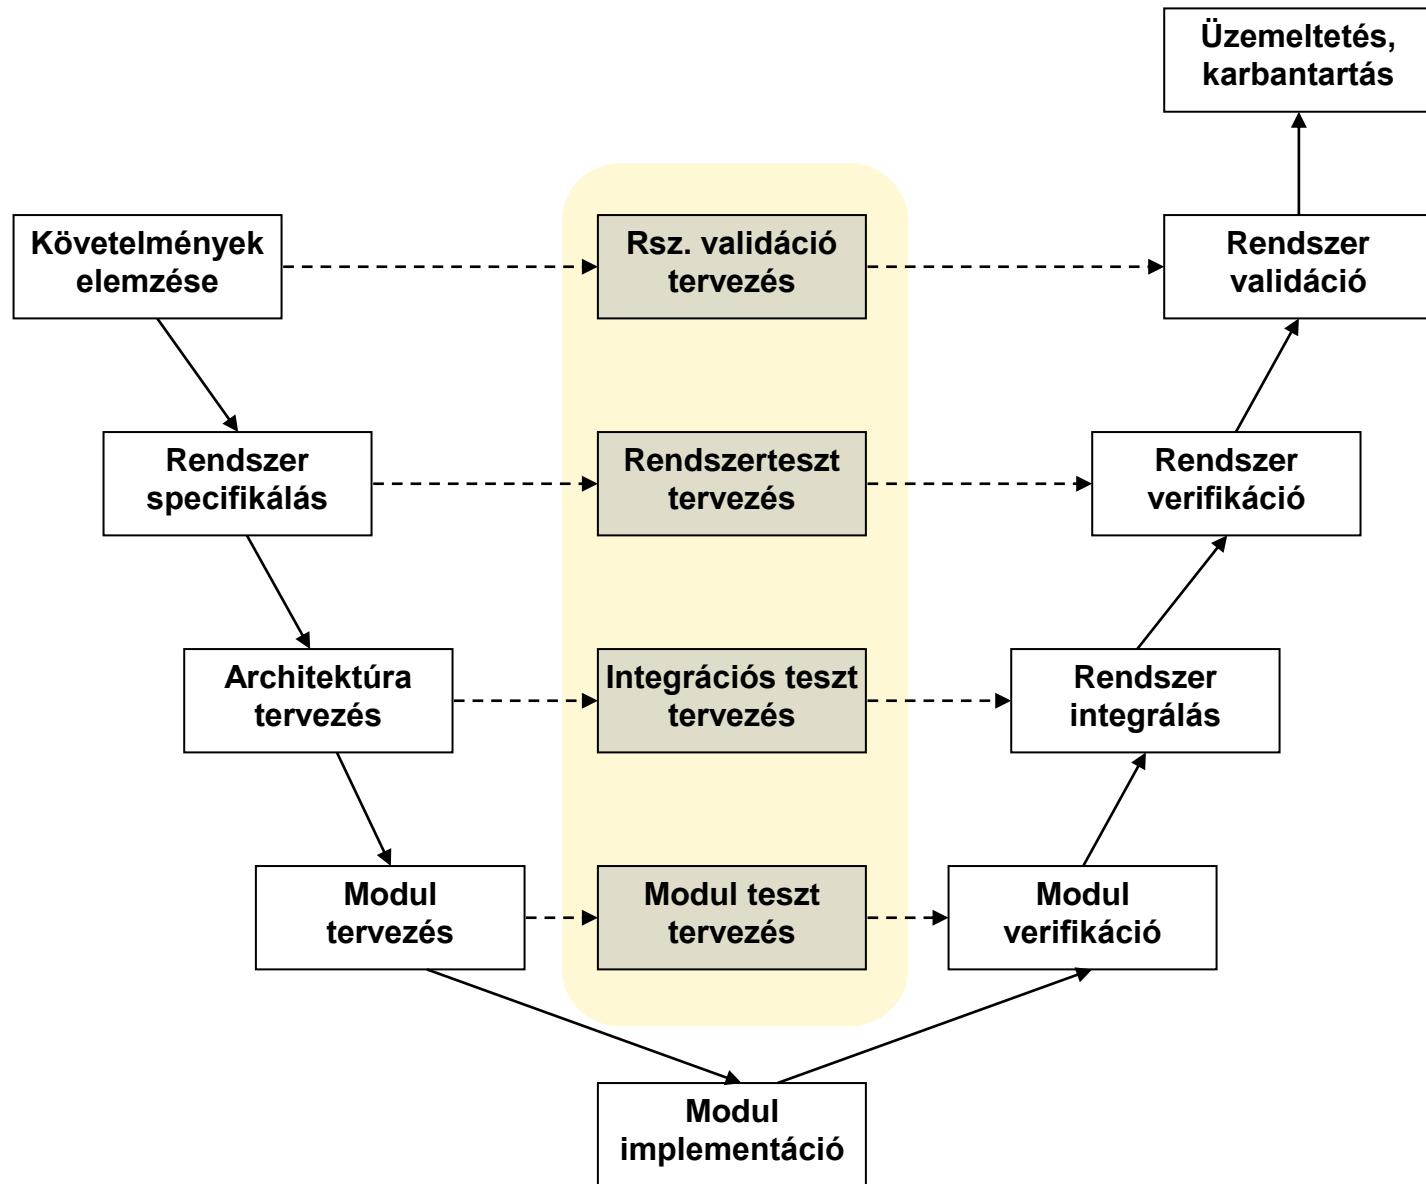 Üzemeltetés,
karbantartás
Követelmények
elemzése
Rsz. validáció
tervezés
Rendszer
validáció
Rendszer
specifikálás
Rendszerteszt
tervezés
Rendszer
verifikáció
Architektúra
tervezés
Integrációs teszt
tervezés
Rendszer
integrálás
Modul
tervezés
Modul teszt
tervezés
Modul
verifikáció
Modul
implementáció